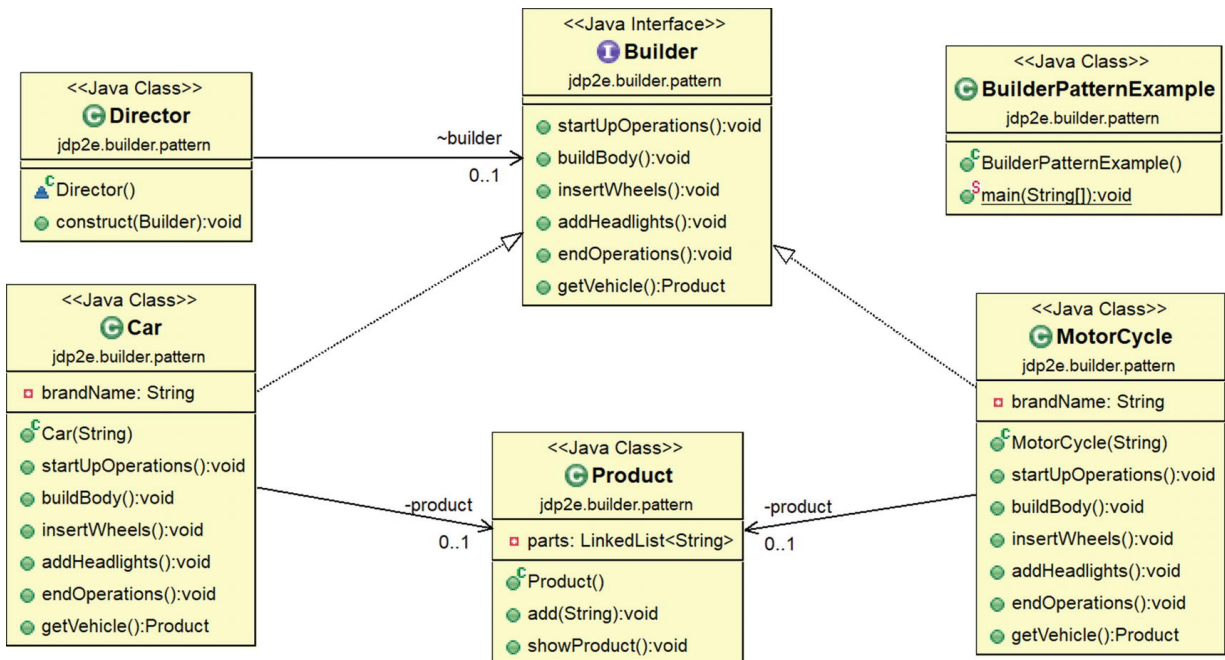 <<Java Interface>>
Builder
jdp2e.builder.pattern
startUpOperations():void
buildBody():void
insertWheels():void
addHeadlights():void
endOperations():void
getVehicle():Product
<<Java Class>>
Director
jdp2e.builder.pattern
Director()
construct(Builder):void
~builder
0..1
<<Java Class>>
BuilderPatternExample
jdp2e.builder.pattern
BuilderPatternExample()
main(String[]):void
<<Java Class>>
Car
jdp2e.builder.pattern
brandName: String
Car(String)
startUpOperations():void
buildBody():void
insertWheels():void
addHeadlights():void
endOperations():void
getVehicle():Product
-product
0..1
<<Java Class>>
Product
jdp2e.builder.pattern
parts: LinkedList<String>
Product()
add(String):void
showProduct():void
-product
0..1
<<Java Class>>
MotorCycle
jdp2e.builder.pattern
brandName: String
MotorCycle(String)
startUpOperations():void
buildBody():void
insertWheels():void
addHeadlights():void
endOperations():void
getVehicle():Product